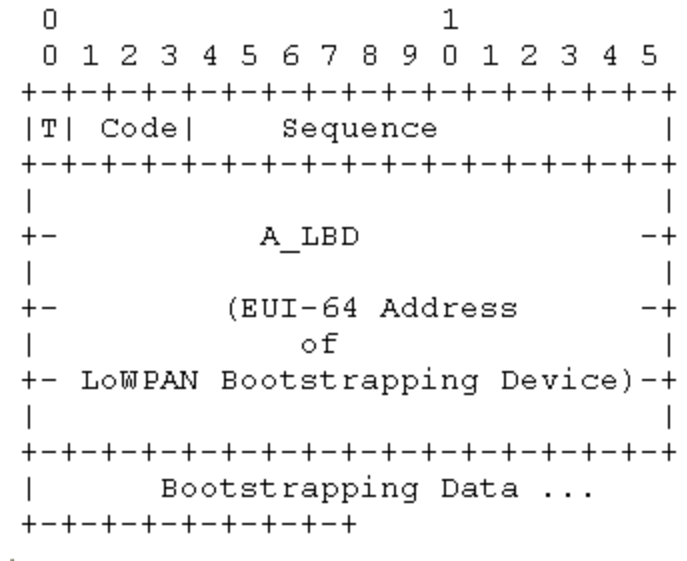 0                   1
 0 1 2 3 4 5 6 7 8 9 0 1 2 3 4 5
+-+-+-+-+-+-+-+-+-+-+-+-+-+-+-+-+
|T| Code|    Sequence           |
+-+-+-+-+-+-+-+-+-+-+-+-+-+-+-+-+
|                               |
+-          A_LBD              -+
|                               |
+-        (EUI-64 Address      -+
|             of                |
+- LoWPAN Bootstrapping Device)-+
|                               |
+-+-+-+-+-+-+-+-+-+-+-+-+-+-+-+-+
|      Bootstrapping Data ...
+-+-+-+-+-+-+-+-+